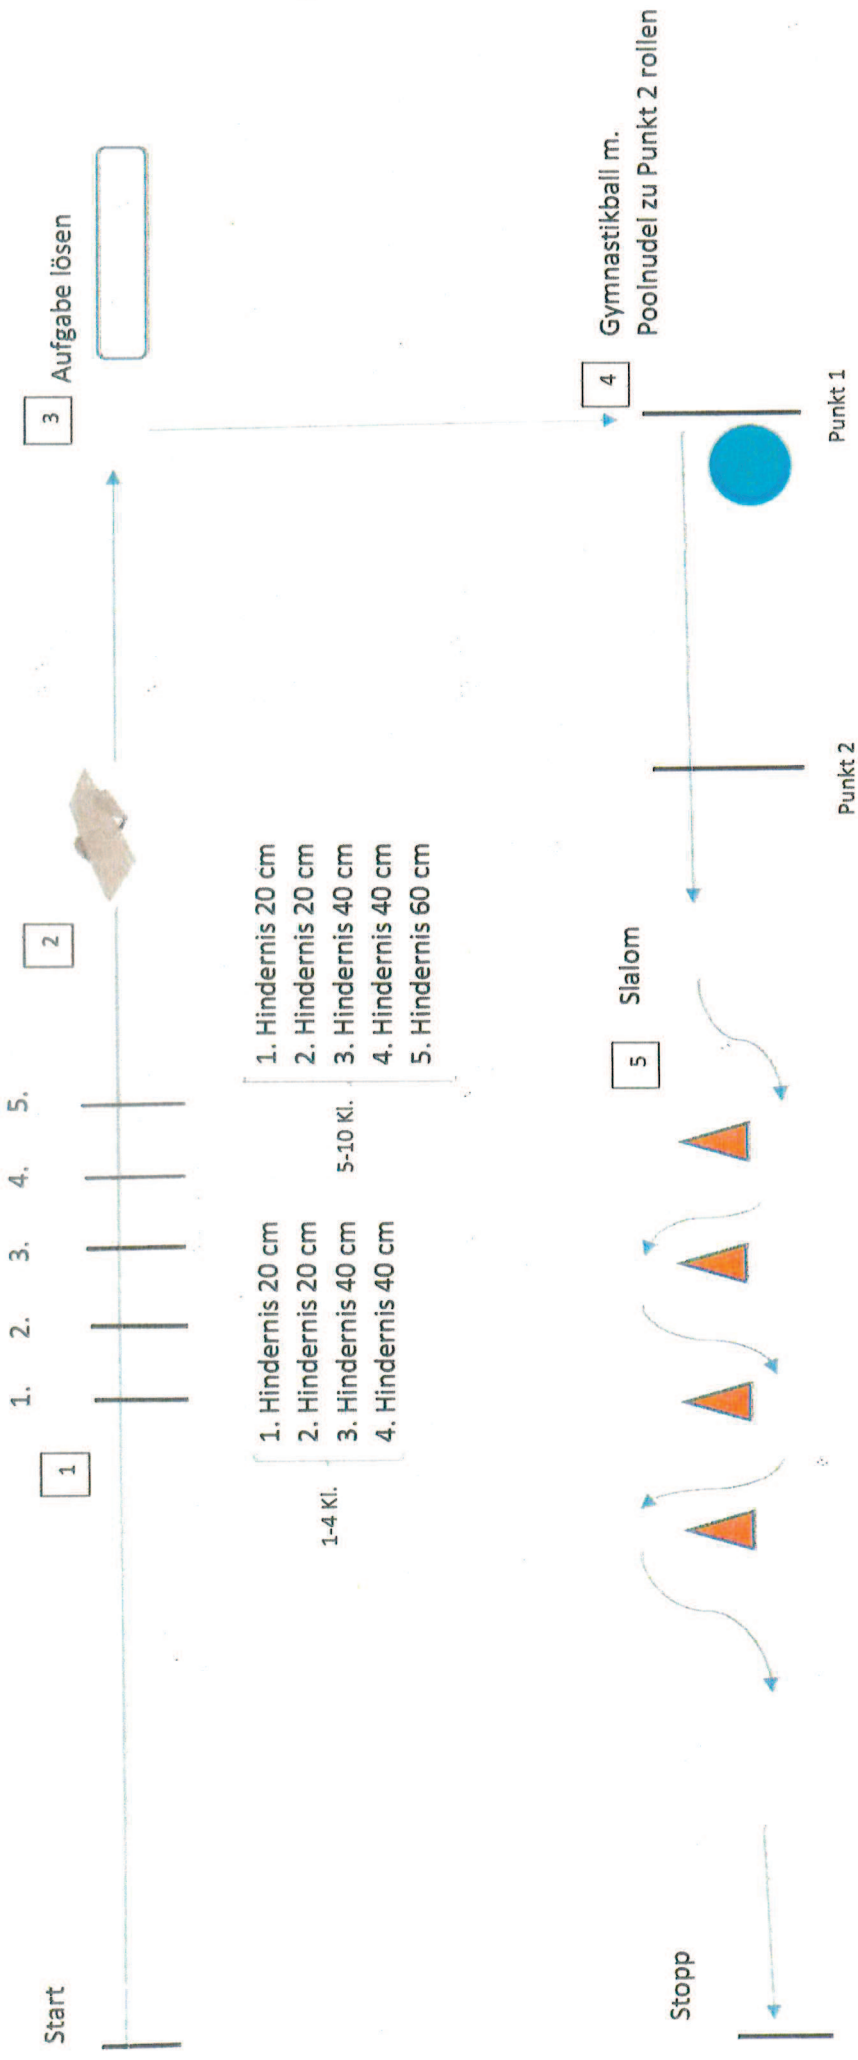 Start
1
1.
2.
3.
4.
5.
2
3
Aufgabe lösen
1-4 Kl.
1. Hindernis 20 cm
2. Hindernis 20 cm
3. Hindernis 40 cm
4. Hindernis 40 cm
5-10 Kl.
1. Hindernis 20 cm
2. Hindernis 20 cm
3. Hindernis 40 cm
4. Hindernis 40 cm
5. Hindernis 60 cm
4
Gymnastikball m.
Poolnudel zu Punkt 2 rollen
Punkt 1
Punkt 2
5
Slalom
Stopp